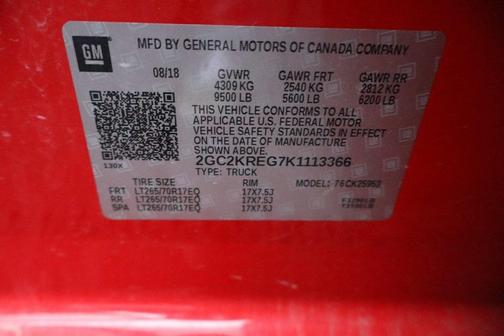 GM
MFD BY GENERAL MOTORS OF CANADA COMPANY
08/18 GVWR GAWR FRT GAWR RR
4309 KG 2540 KG 2812 KG
9500 LB 5600 LB 6200 LB
THIS VEHICLE CONFORMS TO ALL
APPLICABLE U.S. FEDERAL MOTOR
VEHICLE SAFETY STANDARDS IN EFFECT
ON THE DATE OF MANUFACTURE SHOWN ABOVE.
130X 2GC2KREG7K1113366
TYPE: TRUCK
TIRE SIZE RIM MODEL: 76CK25953
FRT LT265/70R17EQ 17X7.5J
RR LT265/70R17EQ 17X7.5J
SPA LT265/70R17EQ 17X7.5J